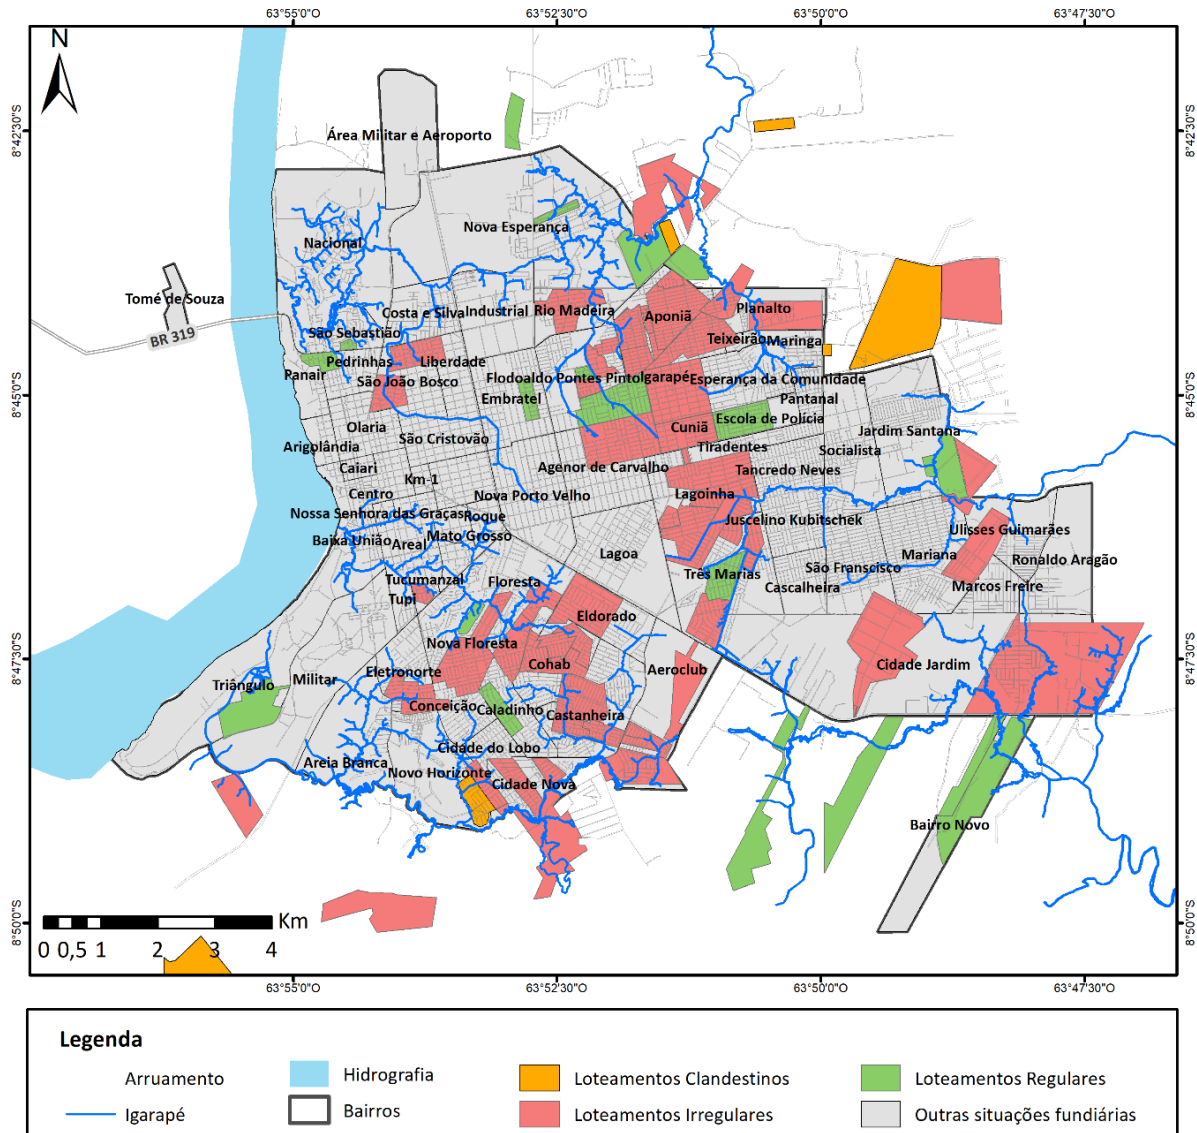 63°55'0"O 63°52'30"O 63°50'0"O 63°47'30"O
N
8°42'30"S 8°42'30"S
Área Militar e Aeroporto
Nova Esperança
Nacional
Tomé de Souza
BR 319
Costa e Silva Industrial Rio Madeira
Aponiã Planalto
São Sebastião
Teixeirão Maringa
Pedrinhas Liberdade
Panair São João Bosco
Flodoaldo Pontes Pinto Igarapé Esperança da Comunidade
8°45'0"S 8°45'0"S
Embratel Pantanal
Escola de Polícia
Olaria Cuniã Jardim Santana
São Cristovão
Arigolândia Tiradentes Socialista
Caiari Agenor de Carvalho Tancredo Neves
Km-1
Centro Nova Porto Velho Lagoinha
Nossa Senhora das Graças Roque Juscelino Kubitschek
Ulisses Guimarães
Baixa União Areal Mato Grosso
Lagoa Mariana Ronaldo Aragão
São Franscisco
Tucumanzal Floresta Três Marias
Cascalheira Marcos Freire
Tupi
Eldorado
Nova Floresta
8°47'30"S 8°47'30"S
Eletronorte Cohab Aeroclub Cidade Jardim
Triângulo Militar
Conceição Caladinho Castanheira
Cidade do Lobo
Areia Branca Novo Horizonte
Cidade Nova
Bairro Novo
8°50'0"S 8°50'0"S
Km
0 0,5 1 2 3 4
63°55'0"O 63°52'30"O 63°50'0"O 63°47'30"O
Legenda
Arruamento Hidrografia Loteamentos Clandestinos Loteamentos Regulares
Igarapé Bairros Loteamentos Irregulares Outras situações fundiárias